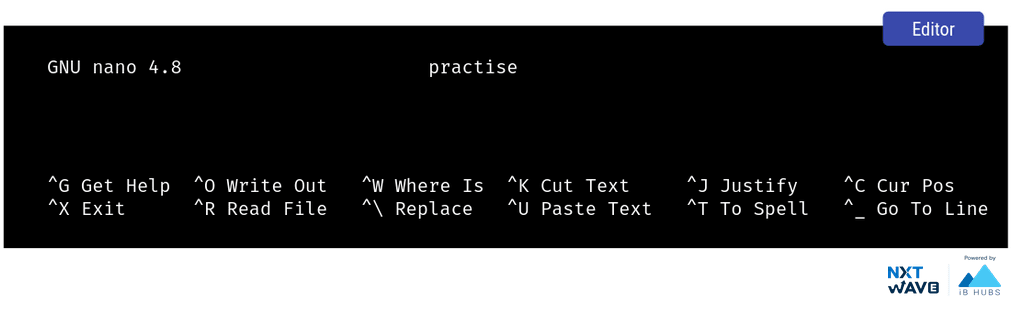 Editor
GNU nano 4.8 practise
^G Get Help ^O Write Out ^W Where Is ^K Cut Text ^J Justify ^C Cur Pos
^X Exit ^R Read File ^\ Replace ^U Paste Text ^T To Spell ^_ Go To Line
Powered by
NXT
WAVE
iB HUBS